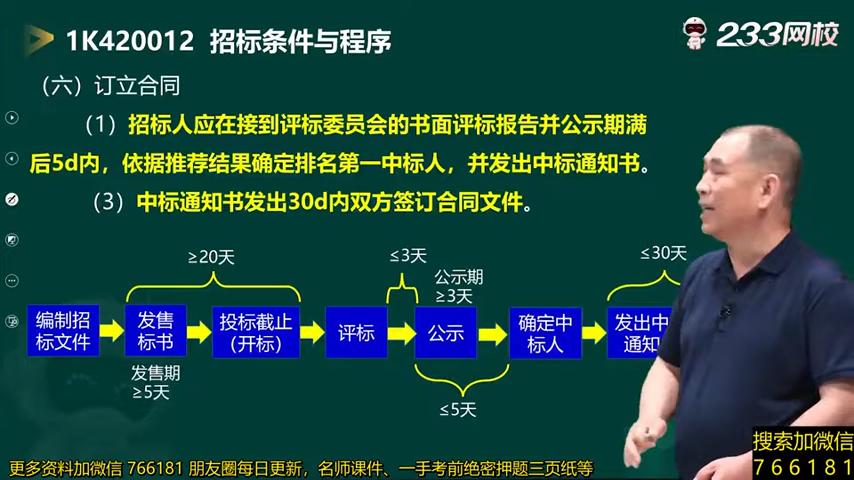 1K420012 招标条件与程序
233网校
（六）订立合同
（1）招标人应在接到评标委员会的书面评标报告并公示期满
后5d内，依据推荐结果确定排名第一中标人，并发出中标通知书。
（3）中标通知书发出30d内双方签订合同文件。
≥20天
≤3天
公示期
≥3天
≤30天
编制招
标文件
发售
标书
投标截止
（开标）
评标
公示
确定中
标人
发出中
通知
发售期
≥5天
≤5天
搜索加微信
766181
更多资料加微信 766181 朋友圈每日更新，名师课件、一手考前绝密押题三页纸等